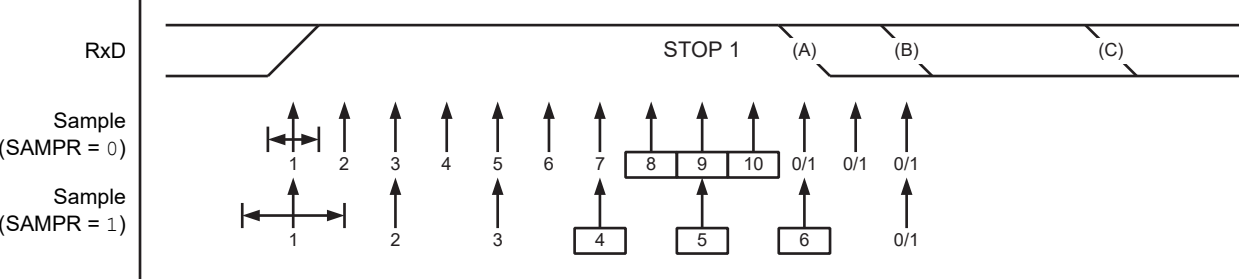 RxD
STOP 1
(A)
(B)
(C)
Sample
(SAMPR = 0)
1 2 3 4 5 6 7 8 9 10 0/1 0/1 0/1
Sample
(SAMPR = 1)
1 2 3 4 5 6 0/1